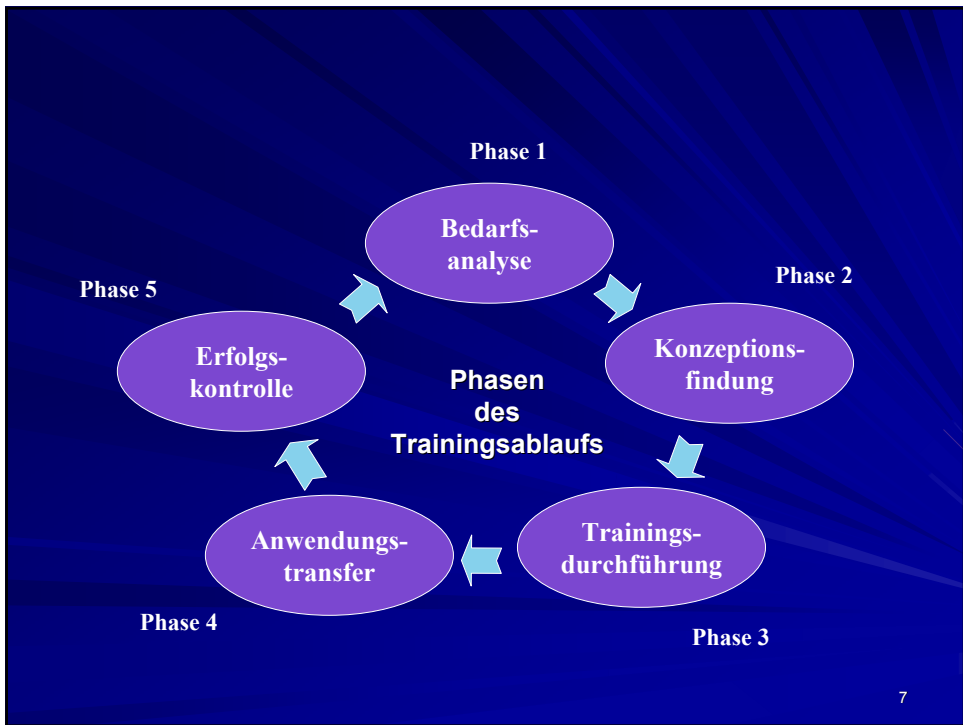 Phase 1
Bedarfs-
analyse
Phase 2
Konzeptions-
findung
Phase 5
Erfolgs-
kontrolle
Phasen
des
Trainingsablaufs
Trainings-
durchführung
Phase 3
Anwendungs-
transfer
Phase 4
7